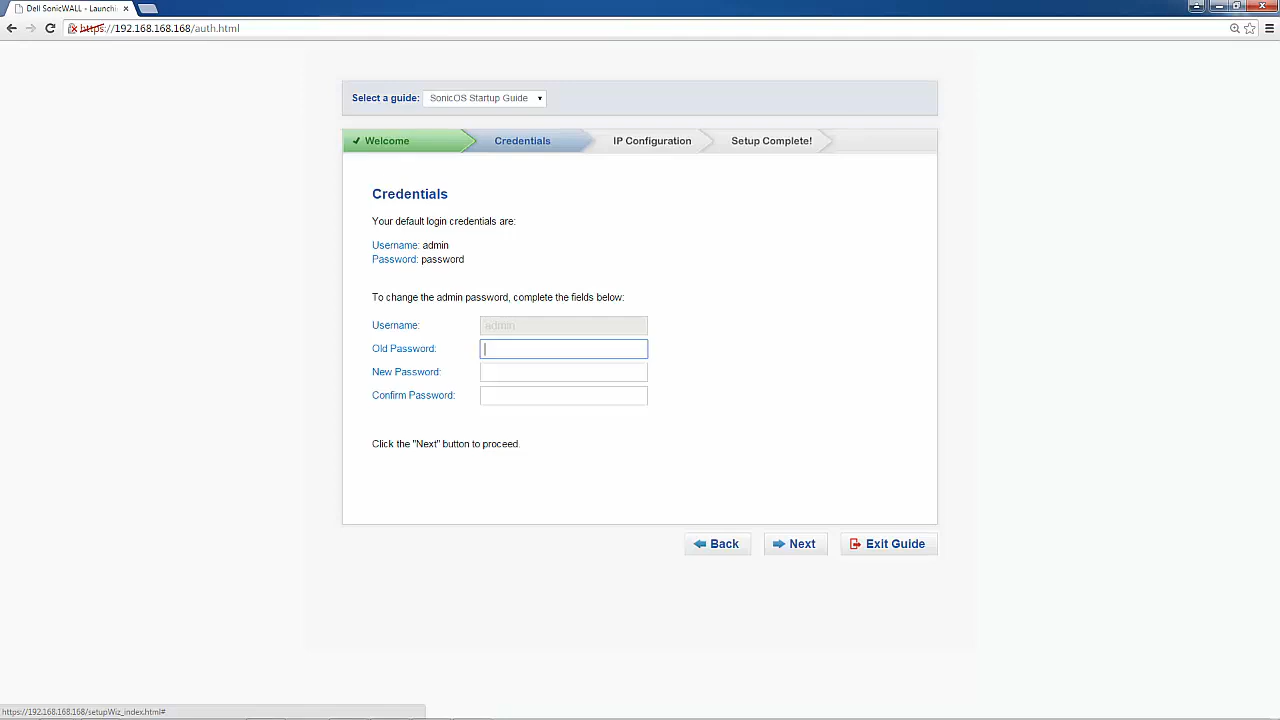 Dell SonicWALL - Launchi
https://192.168.168.168/auth.html
Select a guide: SonicOS Startup Guide
Welcome
Credentials
IP Configuration
Setup Complete!
Credentials
Your default login credentials are:
Username: admin
Password: password
To change the admin password, complete the fields below:
Username: admin
Old Password:
New Password:
Confirm Password:
Click the "Next" button to proceed.
Back
Next
Exit Guide
https://192.168.168.168/setupWiz_index.html#